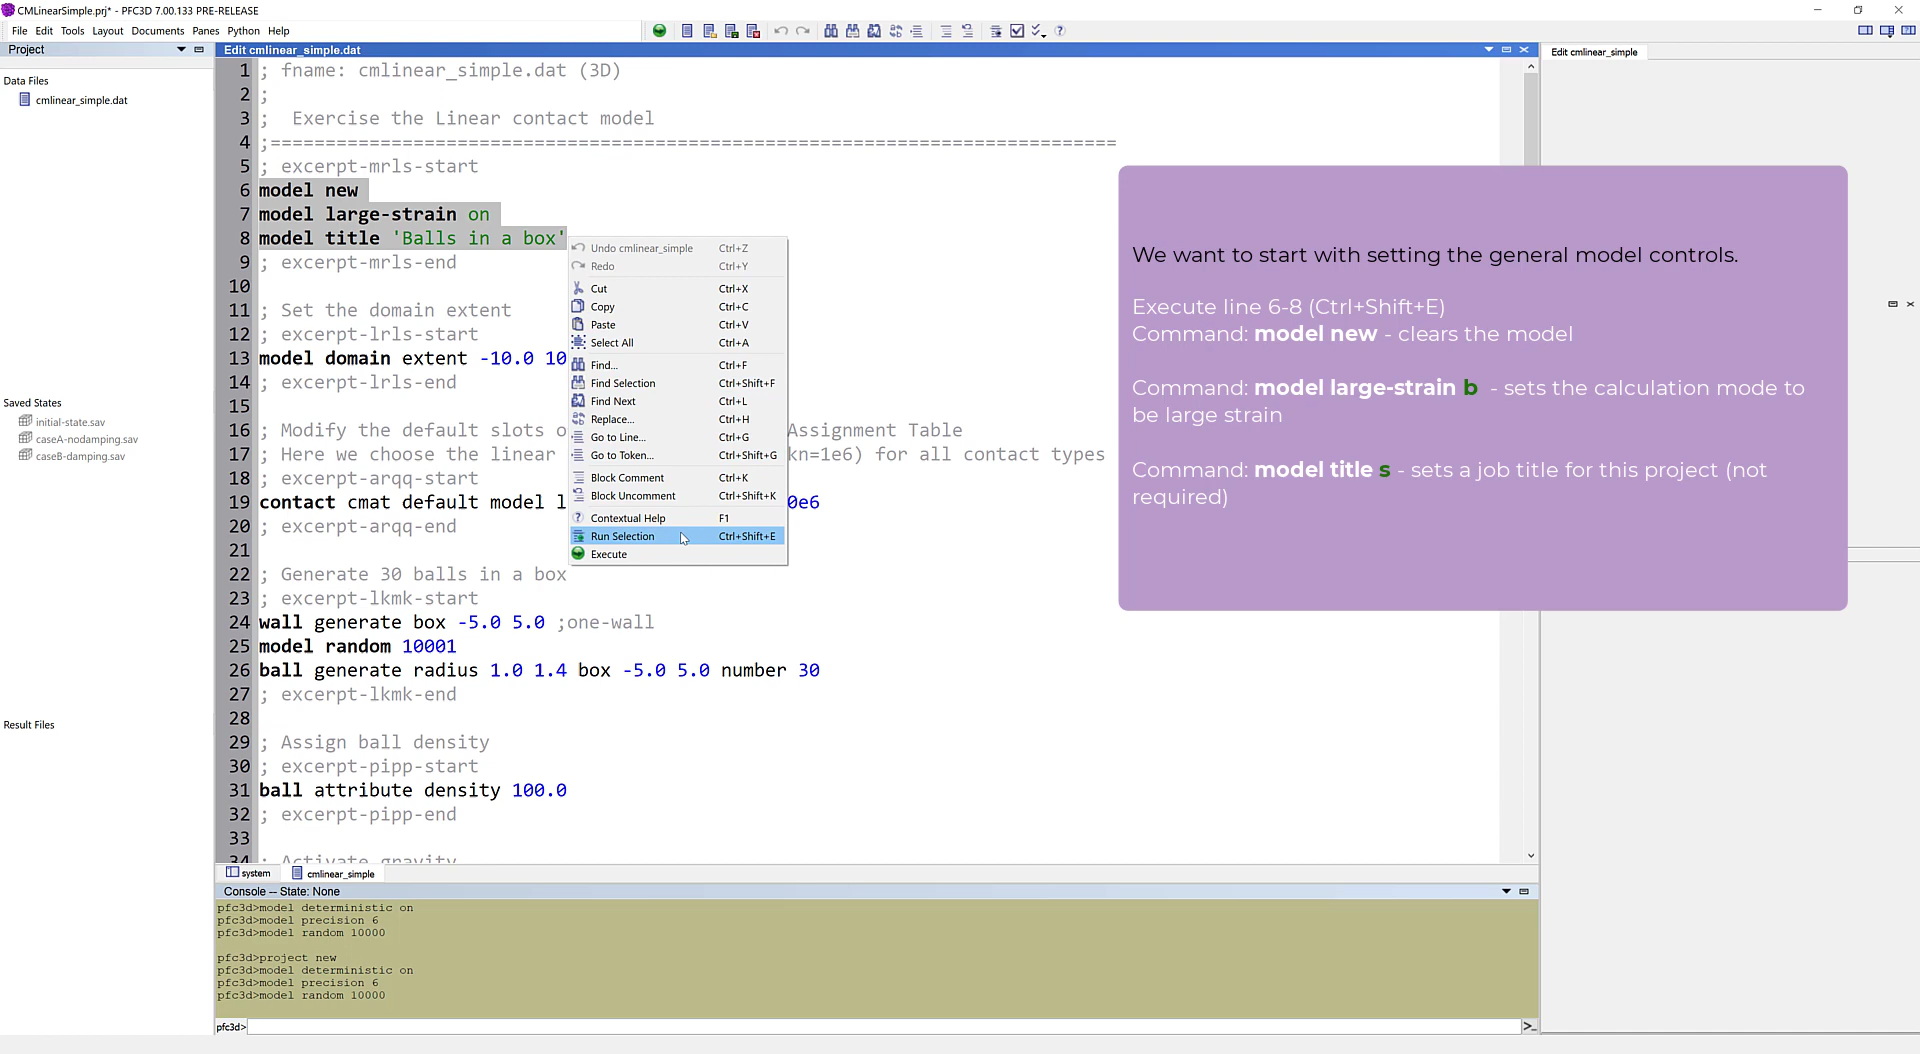 CMLinearSimple.prj* - PFC3D 7.00.133 PRE-RELEASE
File Edit Tools Layout Documents Panes Python Help
Project
Data Files
cmlinear_simple.dat
Saved States
initial-state.sav
caseA-nodamping.sav
caseB-damping.sav
Result Files
Edit cmlinear_simple.dat
1 ; fname: cmlinear_simple.dat (3D)
2 ;
3 ;  Exercise the Linear contact model
4 ;=============================================================================
5 ; excerpt-mrls-start
6 model new
7 model large-strain on
8 model title 'Balls in a box'
9 ; excerpt-mrls-end
10
11 ; Set the domain extent
12 ; excerpt-lrls-start
13 model domain extent -10.0 10
14 ; excerpt-lrls-end
15
16 ; Modify the default slots o Assignment Table
17 ; Here we choose the linear kn=1e6) for all contact types
18 ; excerpt-arqq-start
19 contact cmat default model l 0e6
20 ; excerpt-arqq-end
21
22 ; Generate 30 balls in a box
23 ; excerpt-lkmk-start
24 wall generate box -5.0 5.0 ;one-wall
25 model random 10001
26 ball generate radius 1.0 1.4 box -5.0 5.0 number 30
27 ; excerpt-lkmk-end
28
29 ; Assign ball density
30 ; excerpt-pipp-start
31 ball attribute density 100.0
32 ; excerpt-pipp-end
33
34 ; Activate gravity
Undo cmlinear_simple Ctrl+Z
Redo Ctrl+Y
Cut Ctrl+X
Copy Ctrl+C
Paste Ctrl+V
Select All Ctrl+A
Find... Ctrl+F
Find Selection Ctrl+Shift+F
Find Next Ctrl+L
Replace... Ctrl+H
Go to Line... Ctrl+G
Go to Token... Ctrl+Shift+G
Block Comment Ctrl+K
Block Uncomment Ctrl+Shift+K
Contextual Help F1
Run Selection Ctrl+Shift+E
Execute
Edit cmlinear_simple
We want to start with setting the general model controls.
Execute line 6-8 (Ctrl+Shift+E)
Command: model new - clears the model
Command: model large-strain b - sets the calculation mode to
be large strain
Command: model title s - sets a job title for this project (not
required)
system cmlinear_simple
Console -- State: None
pfc3d>model deterministic on
pfc3d>model precision 6
pfc3d>model random 10000
pfc3d>project new
pfc3d>model deterministic on
pfc3d>model precision 6
pfc3d>model random 10000
pfc3d>